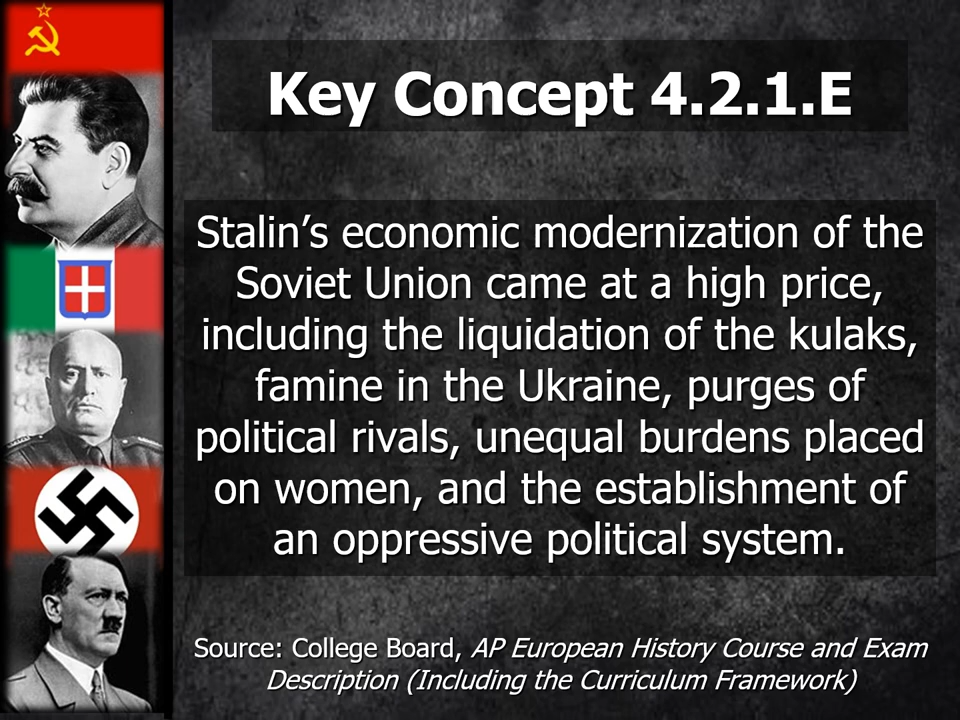 Key Concept 4.2.1.E
Stalin’s economic modernization of the
Soviet Union came at a high price,
including the liquidation of the kulaks,
famine in the Ukraine, purges of
political rivals, unequal burdens placed
on women, and the establishment of
an oppressive political system.
Source: College Board, AP European History Course and Exam
Description (Including the Curriculum Framework)